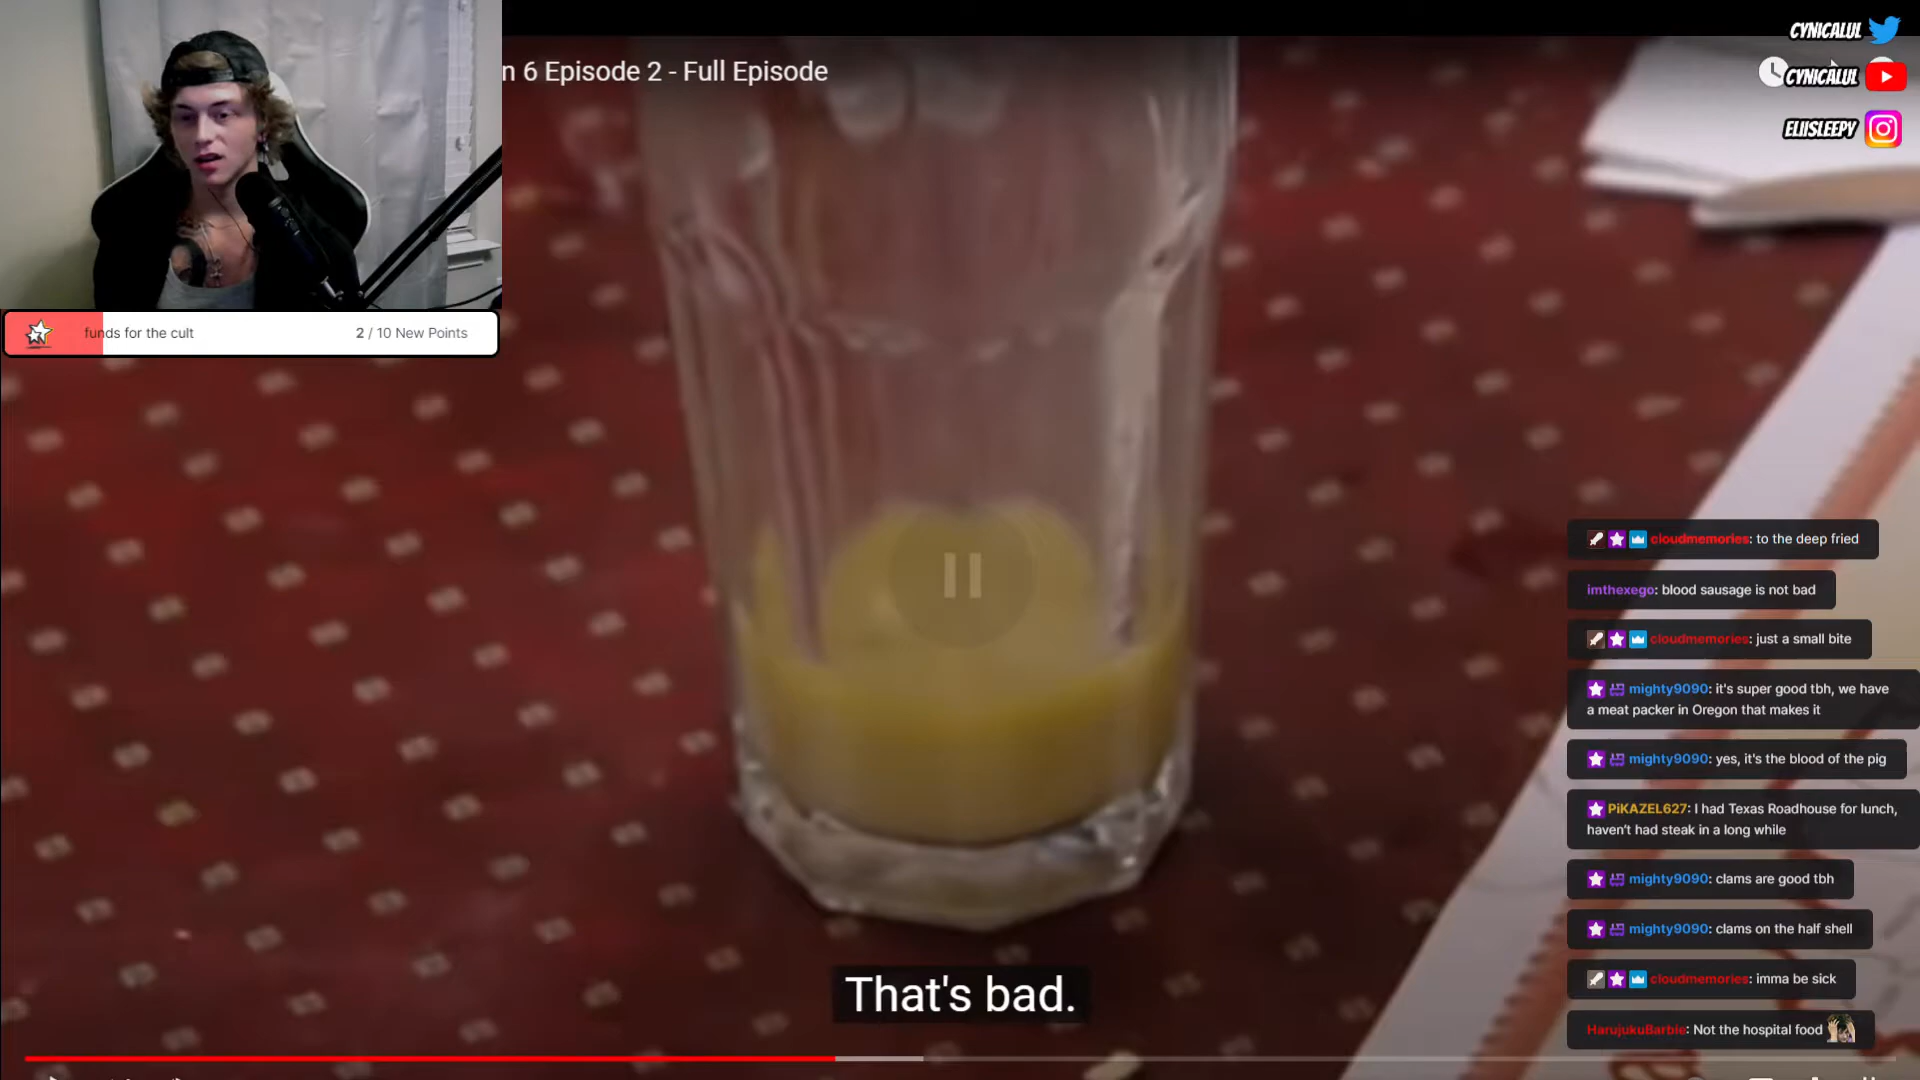 n 6 Episode 2 - Full Episode
CYNICALUL
CYNICALUL
ELIISLEEPY
funds for the cult
2 / 10 New Points
cloudmemories: to the deep fried
imthexego: blood sausage is not bad
cloudmemories: just a small bite
mighty9090: it's super good tbh, we have
a meat packer in Oregon that makes it
mighty9090: yes, it's the blood of the pig
PiKAZEL627: I had Texas Roadhouse for lunch,
haven't had steak in a long while
mighty9090: clams are good tbh
mighty9090: clams on the half shell
cloudmemories: imma be sick
HarujukuBarbie: Not the hospital food
That's bad.